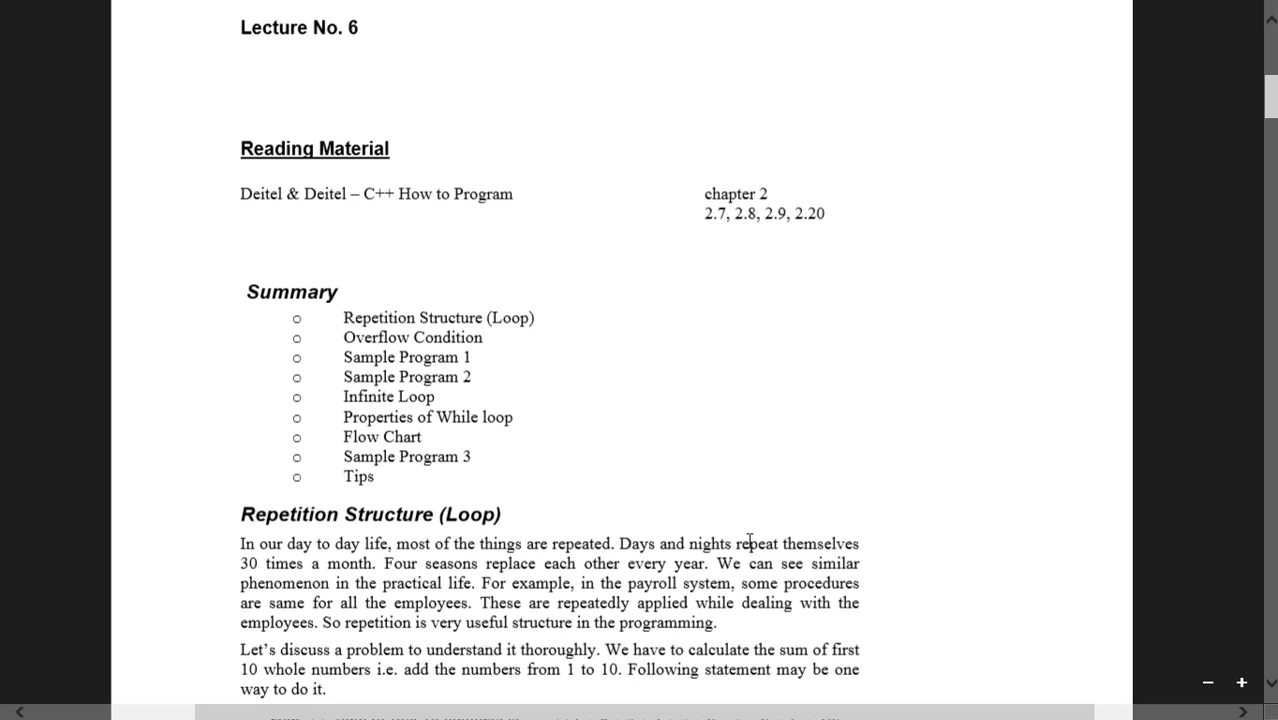 Lecture No. 6
Reading Material
Deitel & Deitel – C++ How to Program chapter 2
2.7, 2.8, 2.9, 2.20
Summary
o Repetition Structure (Loop)
o Overflow Condition
o Sample Program 1
o Sample Program 2
o Infinite Loop
o Properties of While loop
o Flow Chart
o Sample Program 3
o Tips
Repetition Structure (Loop)
In our day to day life, most of the things are repeated. Days and nights repeat themselves
30 times a month. Four seasons replace each other every year. We can see similar
phenomenon in the practical life. For example, in the payroll system, some procedures
are same for all the employees. These are repeatedly applied while dealing with the
employees. So repetition is very useful structure in the programming.
Let’s discuss a problem to understand it thoroughly. We have to calculate the sum of first
10 whole numbers i.e. add the numbers from 1 to 10. Following statement may be one
way to do it.